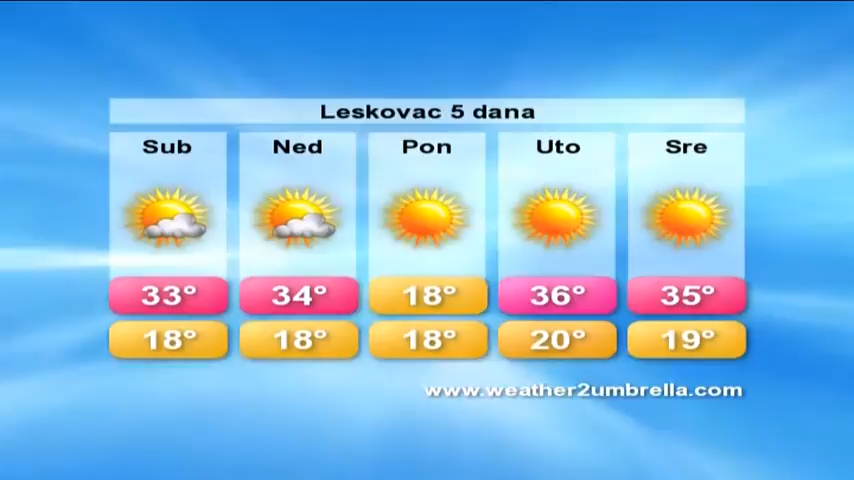 Leskovac 5 dana
Sub Ned Pon Uto Sre
33° 34° 18° 36° 35°
18° 18° 18° 20° 19°
www.weather2umbrella.com